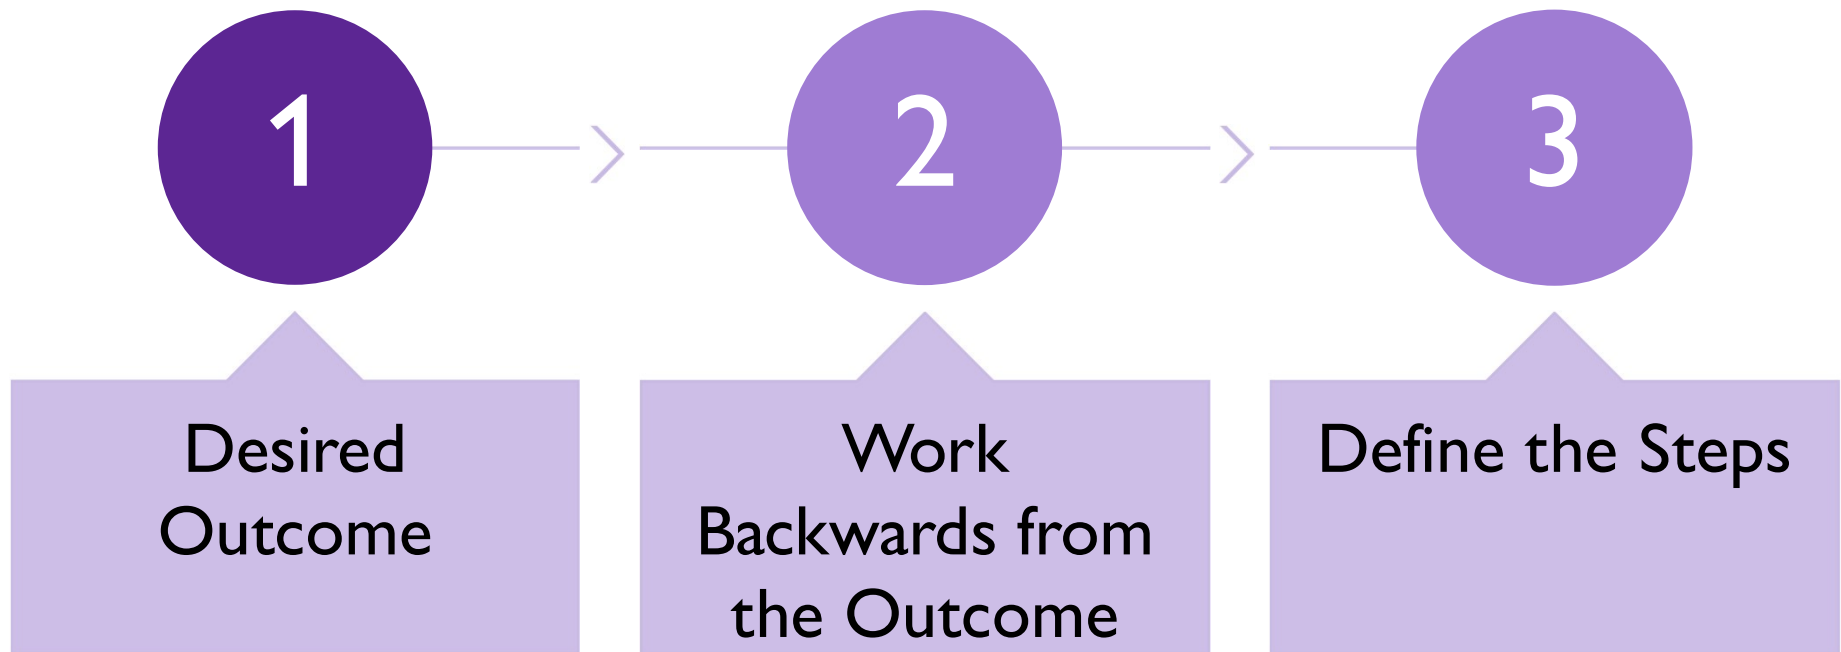 1
Desired
Outcome
2
Work
Backwards from
the Outcome
3
Define the Steps